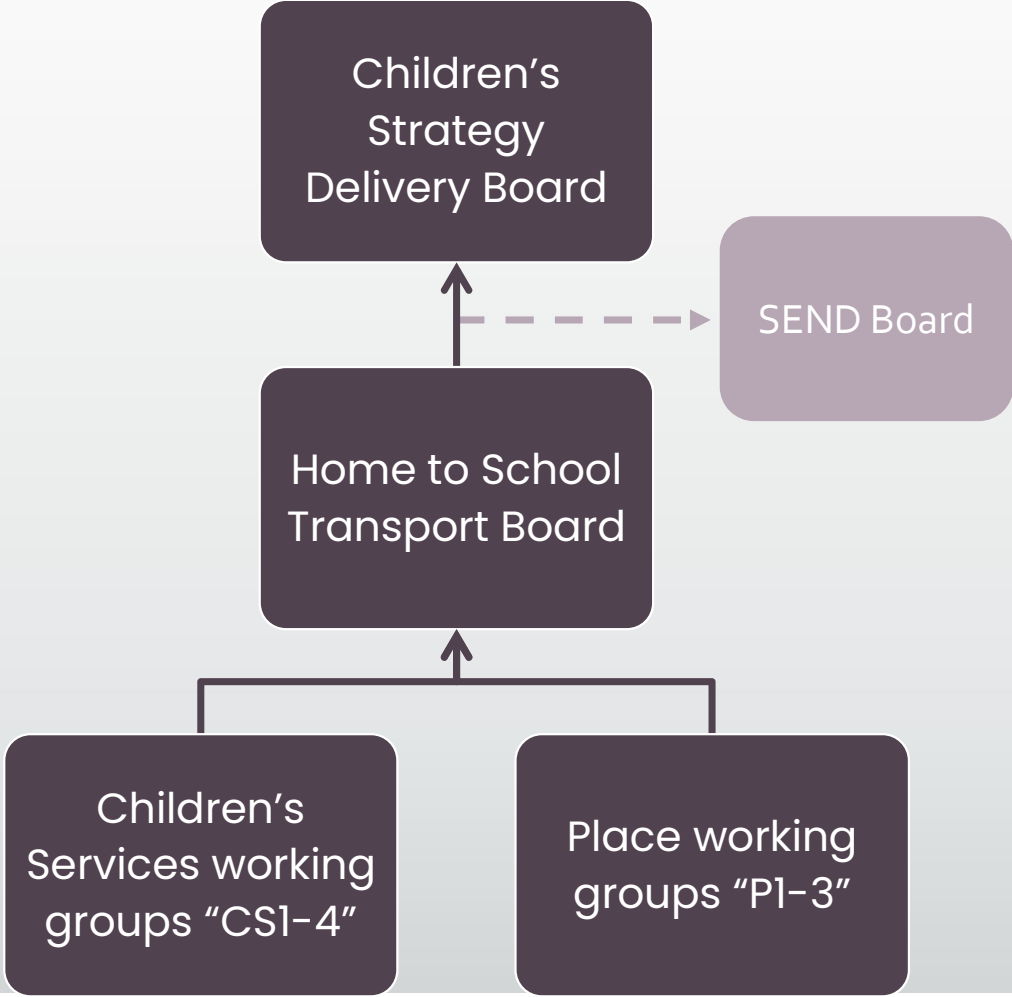 Children’s
Strategy
Delivery Board
SEND Board
Home to School
Transport Board
Children’s
Services working
groups “CS1-4”
Place working
groups “P1-3”